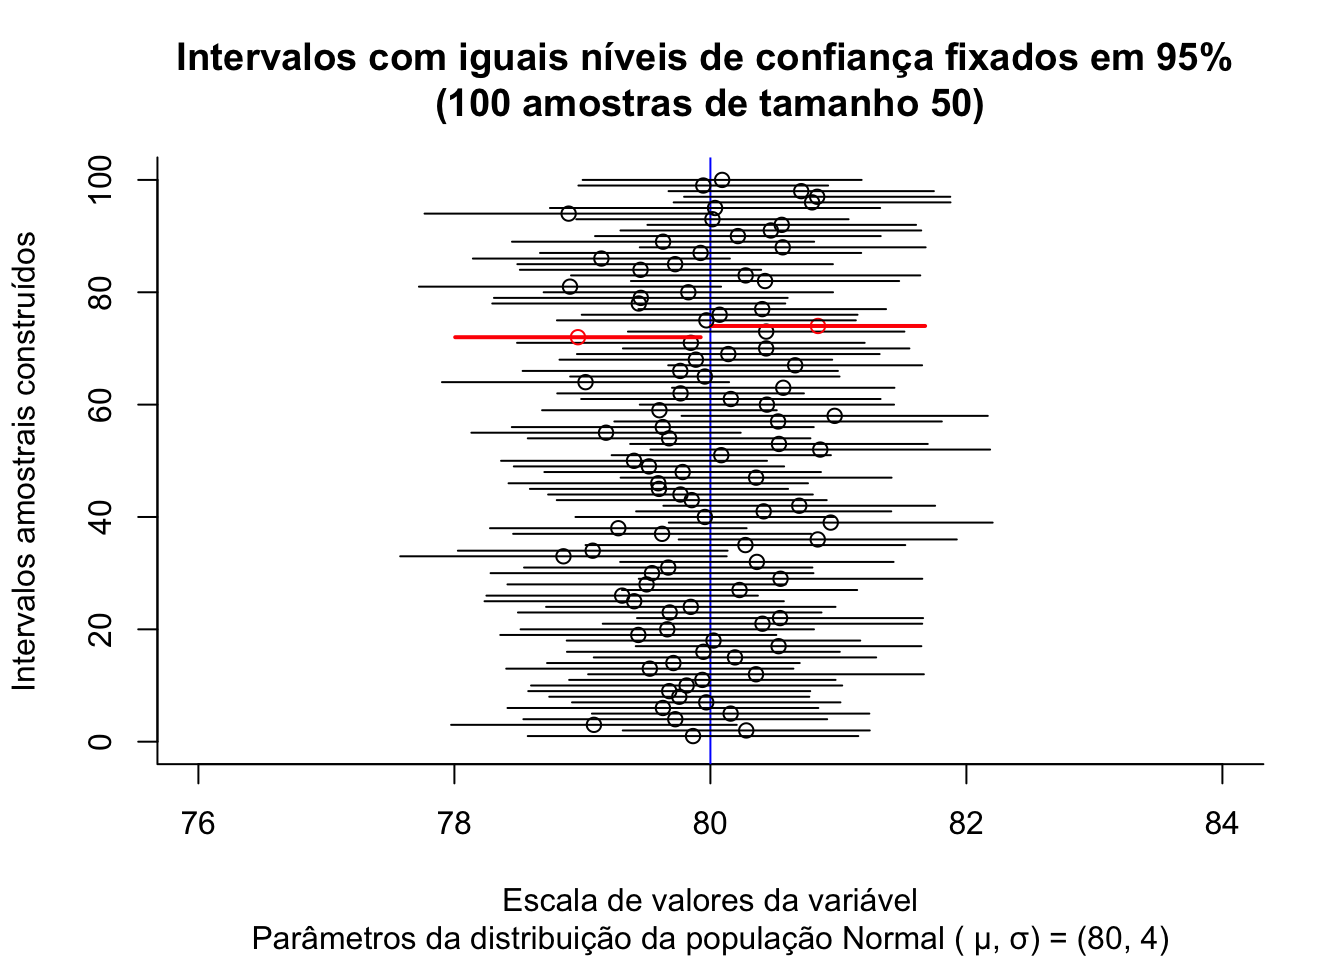 Intervalos com iguais níveis de confiança fixados em 95%
(100 amostras de tamanho 50)
Intervalos amostrais construídos
100
80
60
40
20
0
76 78 80 82 84
Escala de valores da variável
Parâmetros da distribuição da população Normal ( μ, σ) = (80, 4)